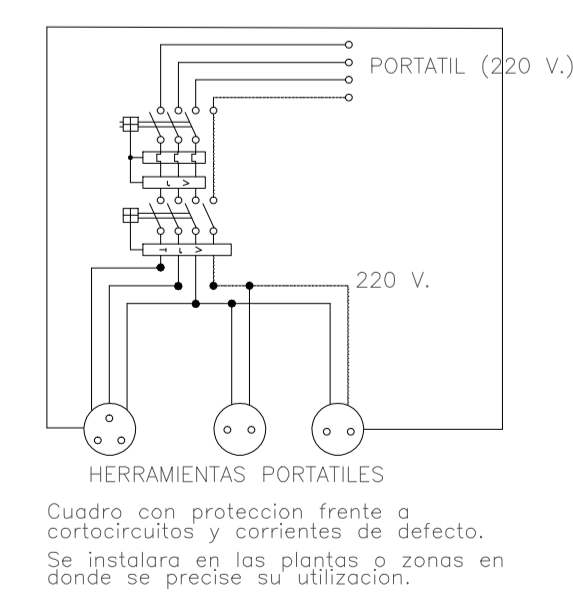 PORTATIL (220 V.)
220 V.
HERRAMIENTAS PORTATILES
Cuadro con proteccion frente a
cortocircuitos y corrientes de defecto.
Se instalara en las plantas o zonas en
donde se precise su utilizacion.